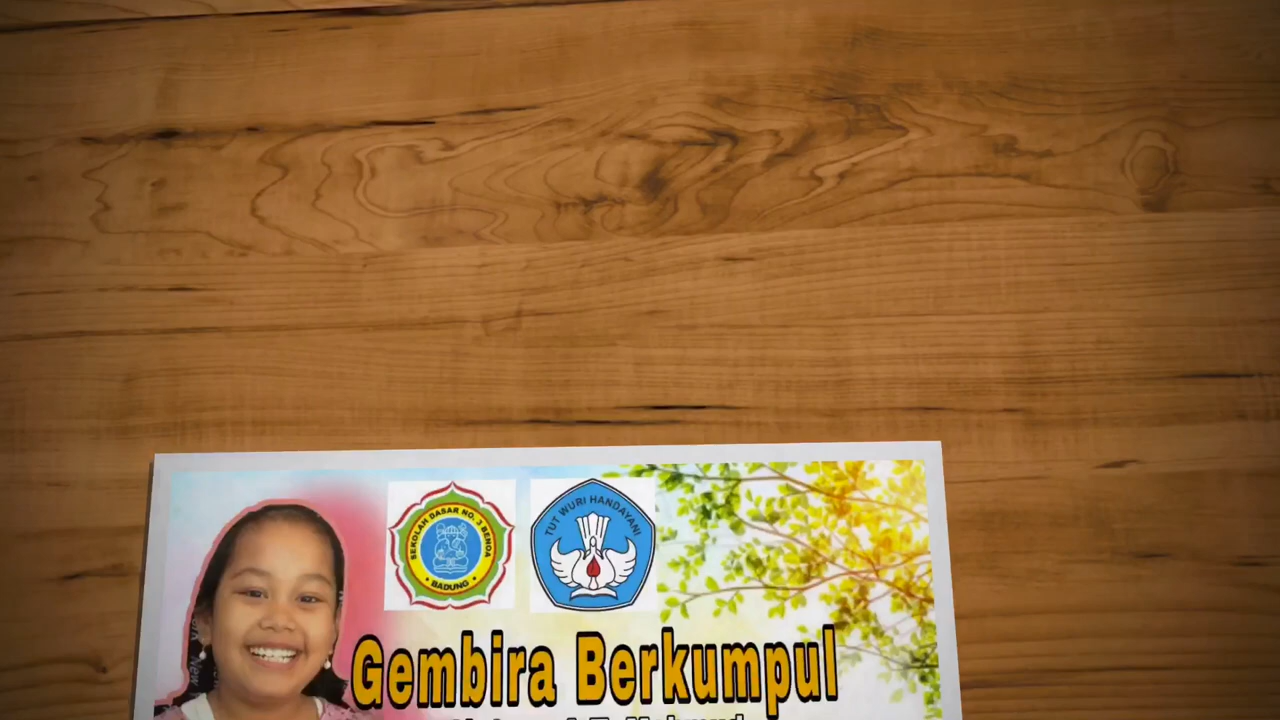 SEKOLAH DASAR NO. 3 BENOA
• BADUNG •
TUT WURI HANDAYANI
Gembira Berkumpul